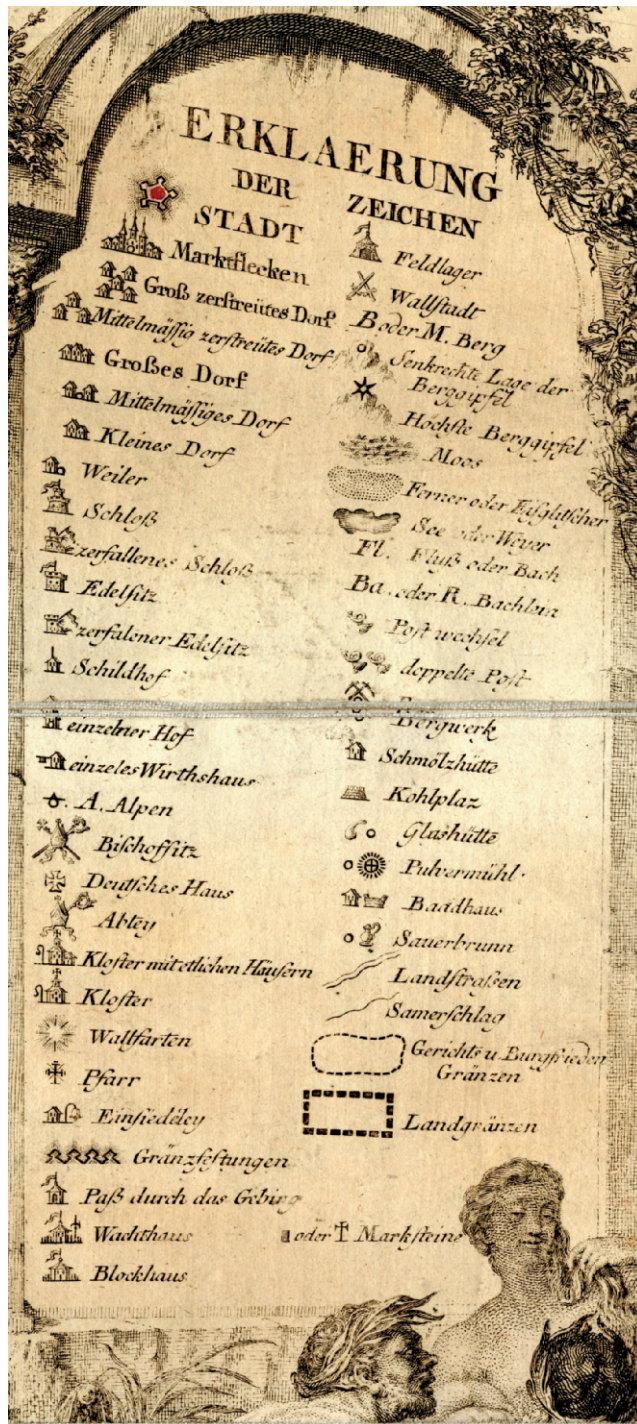 ERKLAERUNG
DER ZEICHEN
STADT
Marktflecken
Groß zerstreütes Dorf
Mittelmässig zerstreütes Dorf
Großes Dorf
Mittelmässiges Dorf
Kleines Dorf
Weiler
Schloß
zerfallenes Schloß
Edelsitz
zerfalener Edelsitz
Schildhof
einzelner Hof
einzeles Wirthshaus
A. Alpen
Bischoffsitz
Deutsches Haus
Abtey
Kloster mit etlichen Häusern
Kloster
Wallfarten
Pfarr
Einsiedeley
Gränzfestungen
Paß durch das Gebirg
Wachthaus
Blockhaus
Feldlager
Wallstadt
B oder M. Berg
Senkrechte Lage der
Berggipfel
Höchste Berggipfel
Moos
Ferner oder Eisgletscher
See oder Weyer
Fl. Fluß oder Bach
Ba. oder R. Bachlein
Post wechsel
doppelte Post
Bergwerk
Schmölzhütte
Kohlplaz
Glashütte
Pulvermühl.
Baadhaus
Sauerbrunn
Landstraßen
Samerschlag
Gerichts u. Burgfrieden
Gränzen
Landgränzen
oder Marksteine